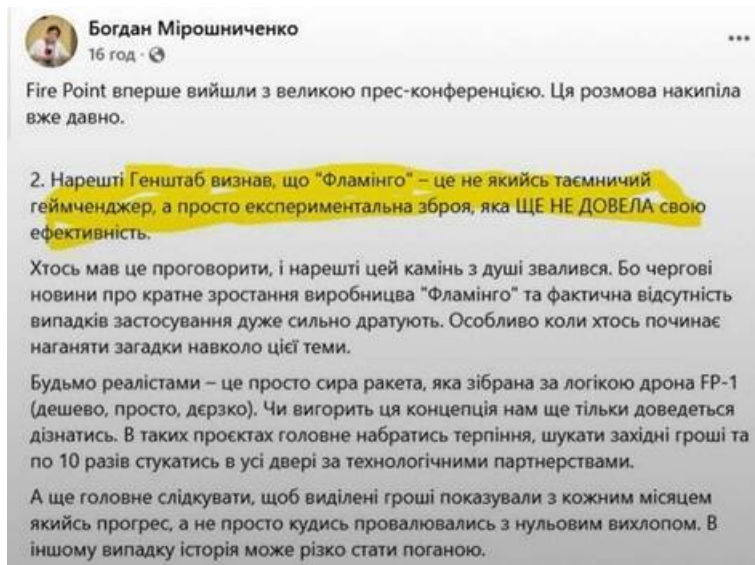 Богдан Мірошниченко
16 год ·
Fire Point вперше вийшли з великою прес-конференцією. Ця розмова накипіла
вже давно.
2. Нарешті Генштаб визнав, що "Фламінго" – це не якийсь таємничий
геймченджер, а просто експериментальна зброя, яка ЩЕ НЕ ДОВЕЛА свою
ефективність.
Хтось мав це проговорити, і нарешті цей камінь з душі звалився. Бо чергові
новини про кратне зростання виробницва "Фламінго" та фактична відсутність
випадків застосування дуже сильно дратують. Особливо коли хтось починає
наганяти загадки навколо цієї теми.
Будьмо реалістами – це просто сира ракета, яка зібрана за логікою дрона FP-1
(дешево, просто, дєрзко). Чи вигорить ця концепція нам ще тільки доведеться
дізнатись. В таких проєктах головне набратись терпіння, шукати західні гроші та
по 10 разів стукатись в усі двері за технологічними партнерствами.
А ще головне слідкувати, щоб виділені гроші показували з кожним місяцем
якийсь прогрес, а не просто кудись провалювались з нульовим вихлопом. В
іншому випадку історія може різко стати поганою.